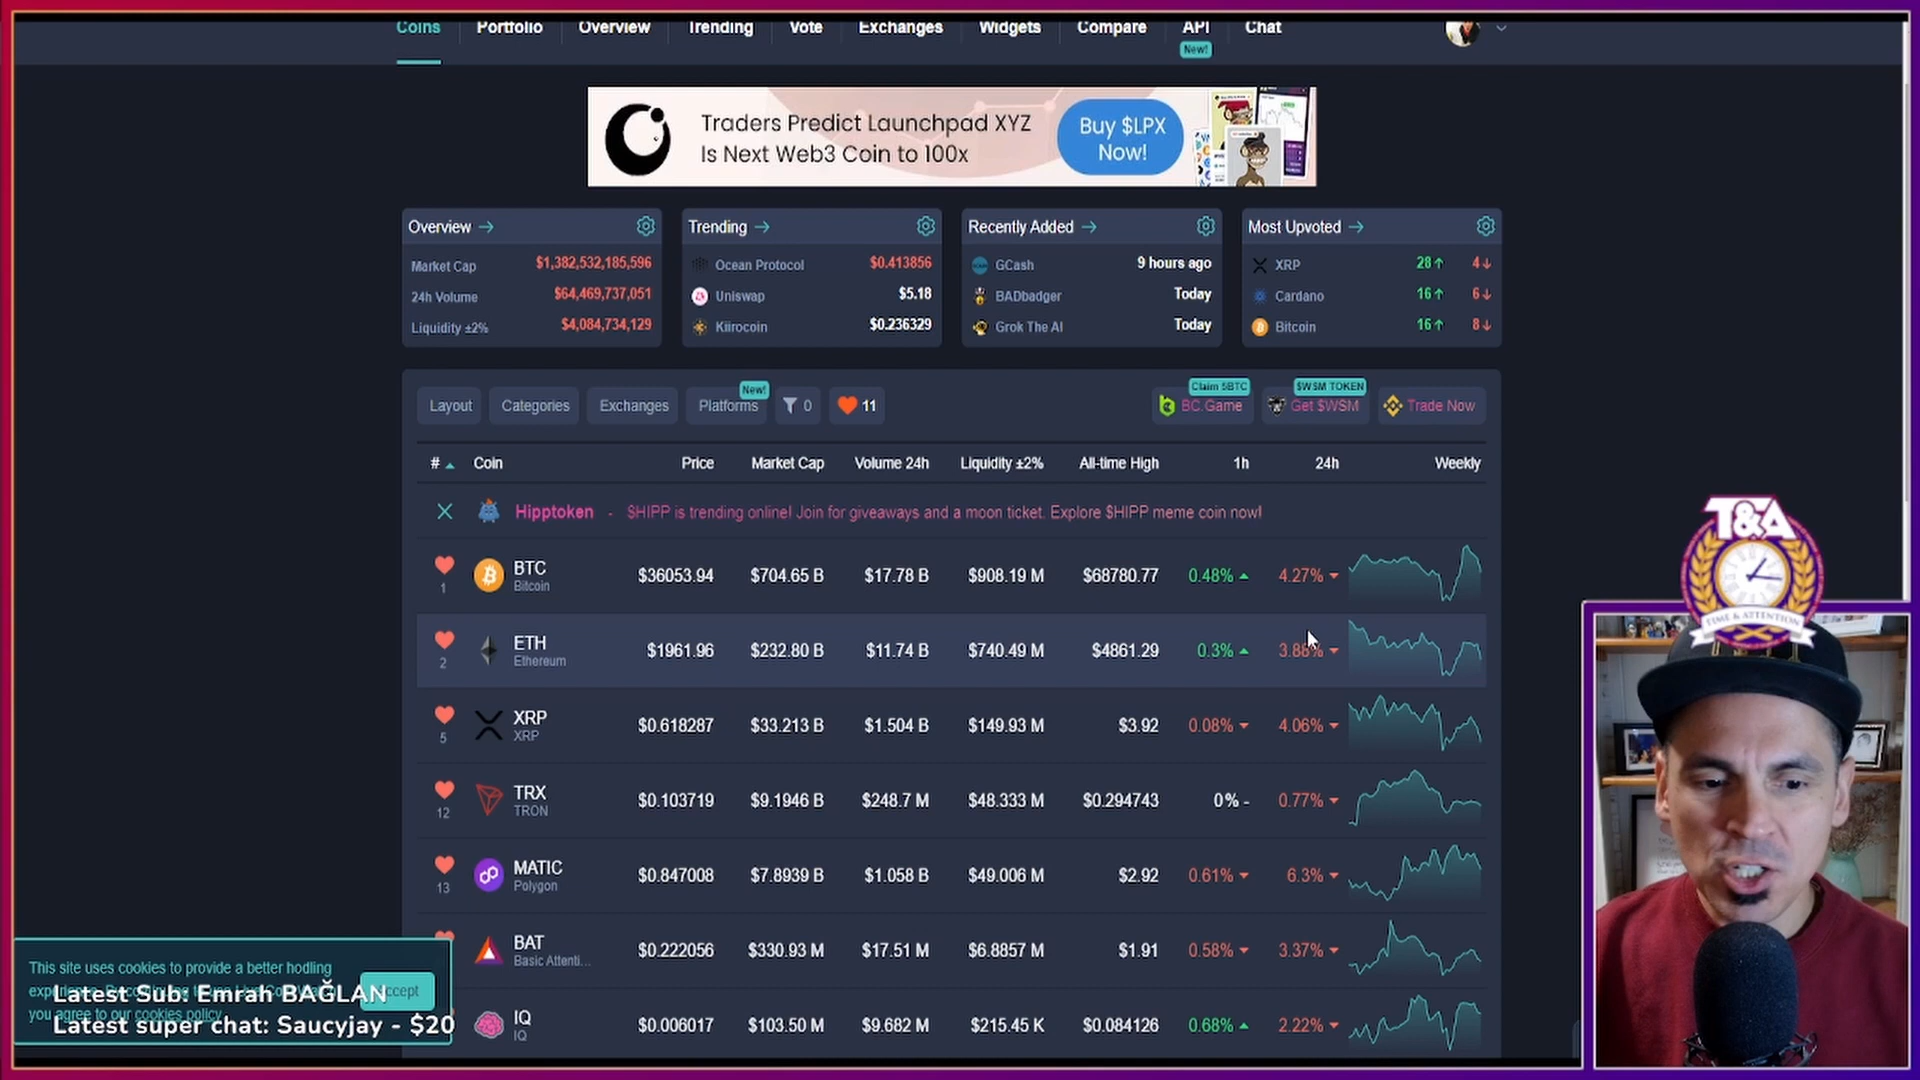 Coins Portfolio Overview Trending Vote Exchanges Widgets Compare API Chat
New!
Traders Predict Launchpad XYZ
Is Next Web3 Coin to 100x
Buy $LPX
Now!
Overview → Trending → Recently Added → Most Upvoted →
Market Cap $1,382,532,185,596 Ocean Protocol $0.413856 GCash 9 hours ago XRP 28↑ 4↓
24h Volume $64,469,737,051 Uniswap $5.18 BADbadger Today Cardano 16↑ 6↓
Liquidity ±2% $4,084,734,129 Kiirocoin $0.236329 Grok The AI Today Bitcoin 16↑ 8↓
New! Claim 5BTC $WSM TOKEN
Layout Categories Exchanges Platforms 0 11 BC.Game Get $WSM Trade Now
# Coin Price Market Cap Volume 24h Liquidity ±2% All-time High 1h 24h Weekly
Hipptoken - $HIPP is trending online! Join for giveaways and a moon ticket. Explore $HIPP meme coin now!
1 BTC Bitcoin $36053.94 $704.65 B $17.78 B $908.19 M $68780.77 0.48% 4.27%
2 ETH Ethereum $1961.96 $232.80 B $11.74 B $740.49 M $4861.29 0.3% 3.88%
5 XRP XRP $0.618287 $33.213 B $1.504 B $149.93 M $3.92 0.08% 4.06%
12 TRX TRON $0.103719 $9.1946 B $248.7 M $48.333 M $0.294743 0% - 0.77%
13 MATIC Polygon $0.847008 $7.8939 B $1.058 B $49.006 M $2.92 0.61% 6.3%
BAT Basic Attenti... $0.222056 $330.93 M $17.51 M $6.8857 M $1.91 0.58% 3.37%
IQ IQ $0.006017 $103.50 M $9.682 M $215.45 K $0.084126 0.68% 2.22%
This site uses cookies to provide a better hodling
you agree to our cookies policy
Latest Sub: Emrah BAĞLAN
Latest super chat: Saucyjay - $20
T&A
TIME & ATTENTION